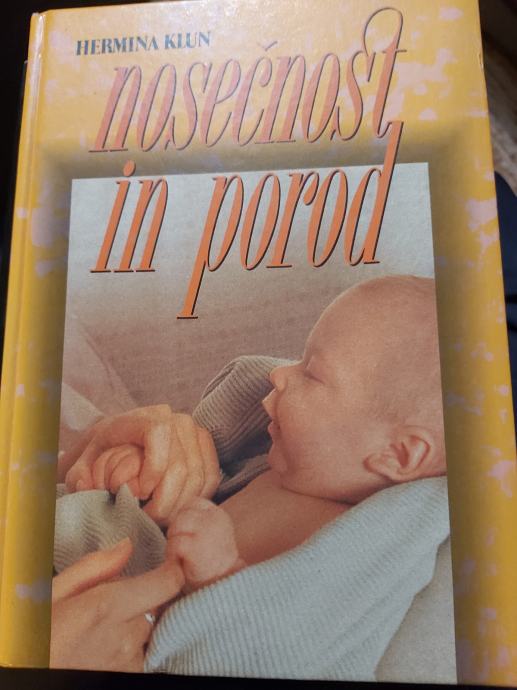 HERMINA KLUN
nosečnost
in porod